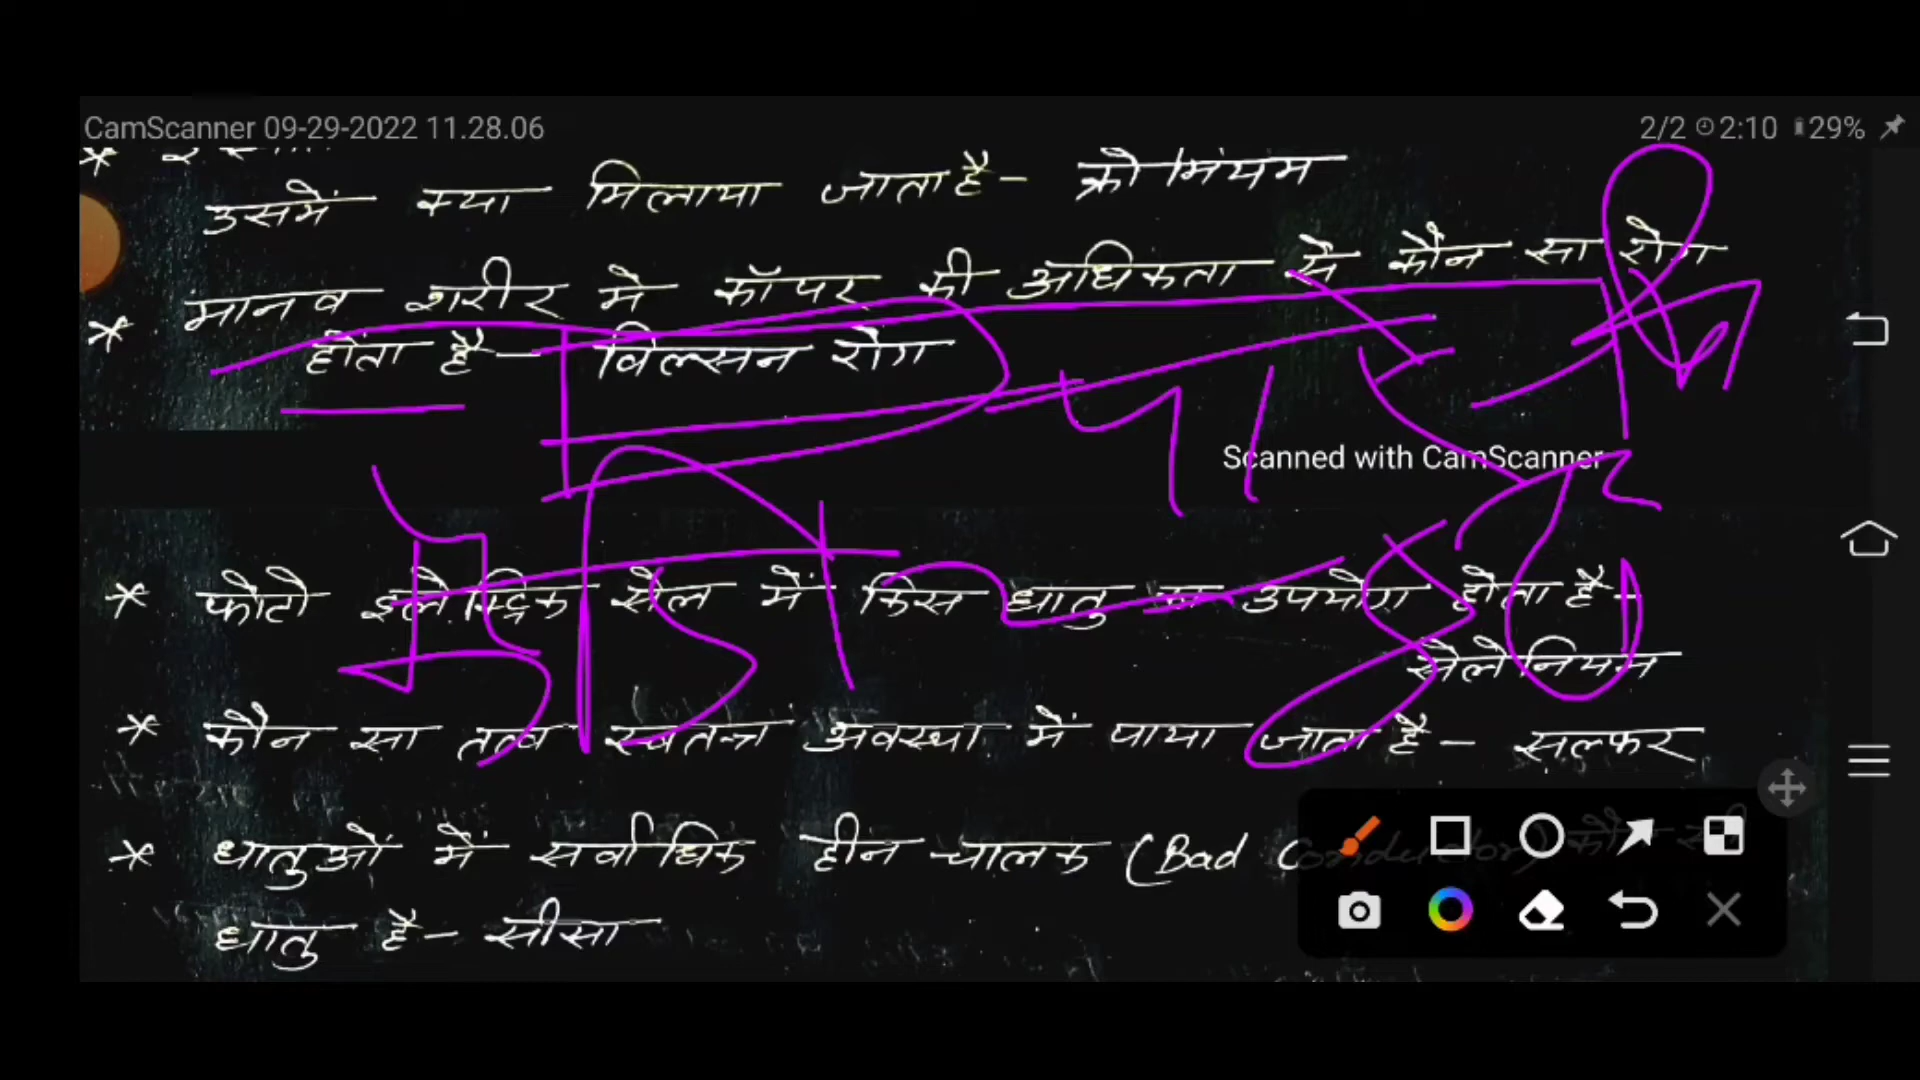 CamScanner 09-29-2022 11.28.06
2/2 2:10 29%
उसमें क्या मिलाया जाता है - क्रोमियम
* मानव शरीर मे कॉपर की अधिकता से कौन सा रोग
होता है - विल्सन रोग
Scanned with CamScanner
* फोटो इलेक्ट्रिक सेल में किस धातु का उपयोग होता है -
सेलेनियम
* कौन सा तत्व स्वतन्त्र अवस्था में पाया जाता है - सल्फर
* धातुओं में सर्वाधिक हीन चालक (Bad Conductor)
धातु है - सीसा